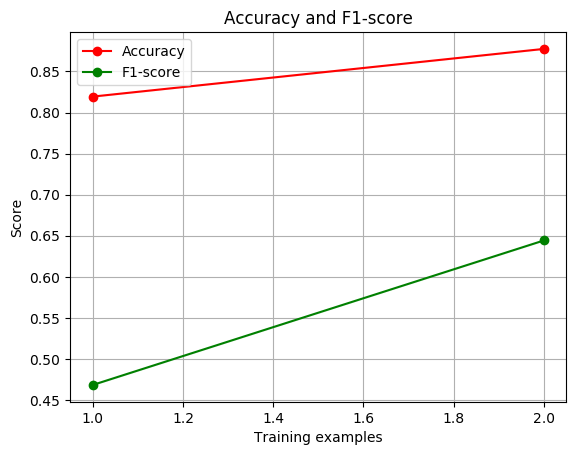 Accuracy and F1-score
Accuracy
F1-score
0.85
0.80
0.75
0.70
0.65
0.60
0.55
0.50
0.45
Score
1.0 1.2 1.4 1.6 1.8 2.0
Training examples